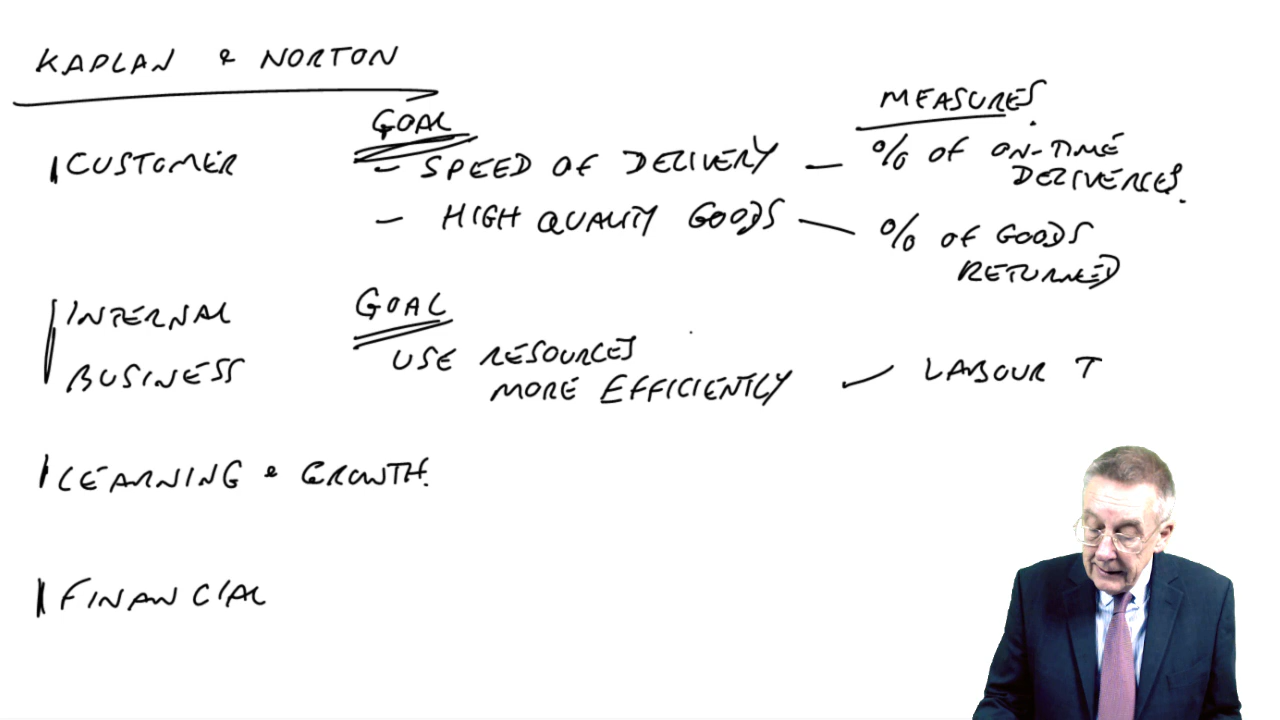 KAPLAN & NORTON
GOAL
MEASURES.
CUSTOMER
- SPEED OF DELIVERY - % OF ON-TIME
DELIVERIES.
- HIGH QUALITY GOODS - % OF GOODS
RETURNED
INTERNAL
BUSINESS
GOAL
USE RESOURCES
MORE EFFICIENTLY - LABOUR T
LEARNING & GROWTH.
FINANCIAL